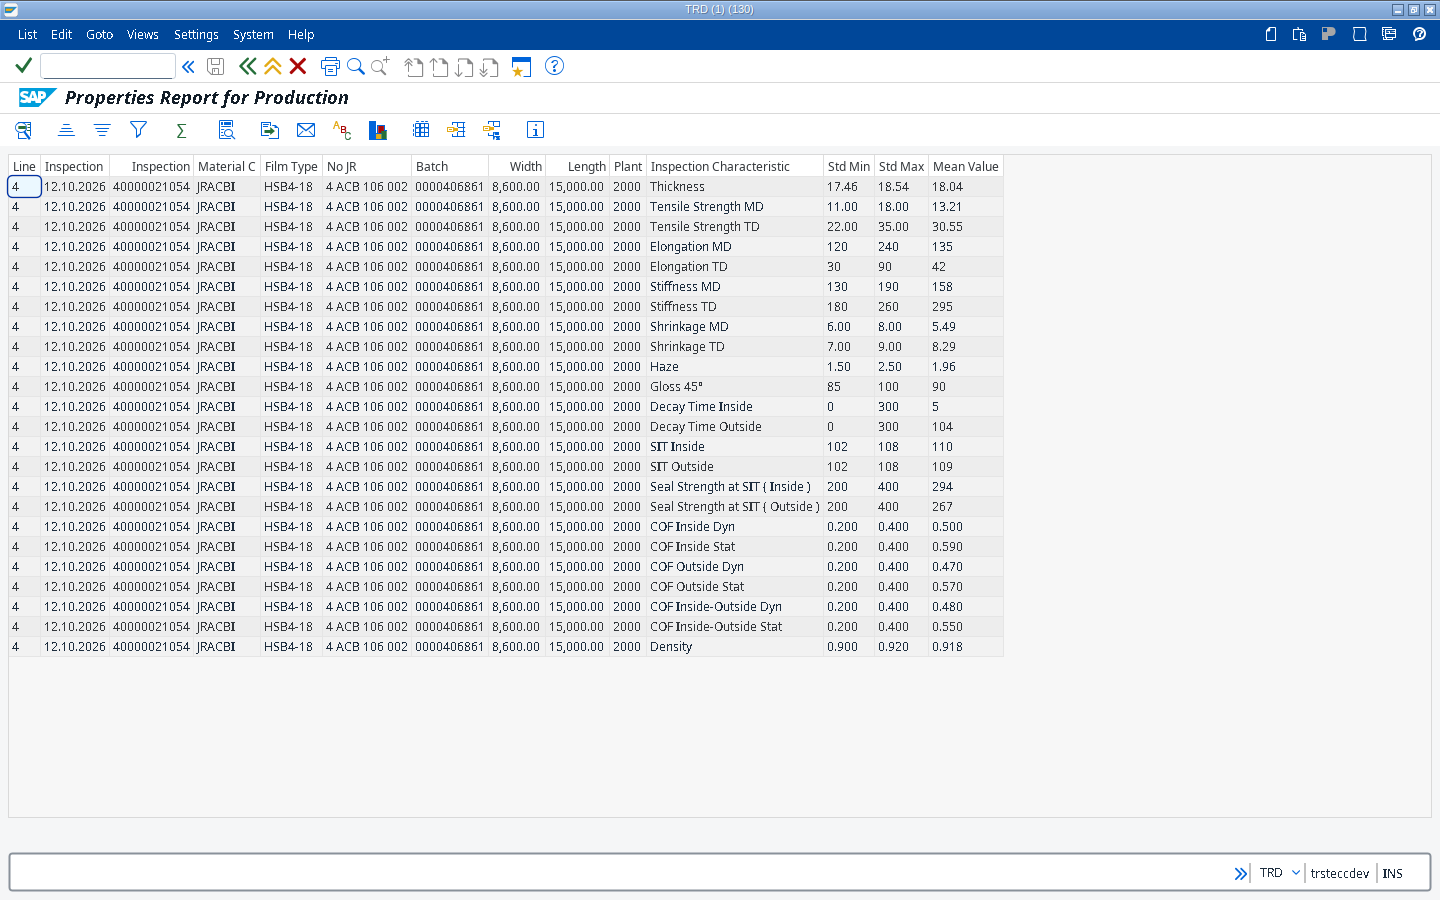 TRD (1) (130)
List Edit Goto Views Settings System Help
SAP Properties Report for Production
Line Inspection Inspection Material C Film Type No JR Batch Width Length Plant Inspection Characteristic Std Min Std Max Mean Value
4 12.10.2026 40000021054 JRACBI HSB4-18 4 ACB 106 002 0000406861 8,600.00 15,000.00 2000 Thickness 17.46 18.54 18.04
4 12.10.2026 40000021054 JRACBI HSB4-18 4 ACB 106 002 0000406861 8,600.00 15,000.00 2000 Tensile Strength MD 11.00 18.00 13.21
4 12.10.2026 40000021054 JRACBI HSB4-18 4 ACB 106 002 0000406861 8,600.00 15,000.00 2000 Tensile Strength TD 22.00 35.00 30.55
4 12.10.2026 40000021054 JRACBI HSB4-18 4 ACB 106 002 0000406861 8,600.00 15,000.00 2000 Elongation MD 120 240 135
4 12.10.2026 40000021054 JRACBI HSB4-18 4 ACB 106 002 0000406861 8,600.00 15,000.00 2000 Elongation TD 30 90 42
4 12.10.2026 40000021054 JRACBI HSB4-18 4 ACB 106 002 0000406861 8,600.00 15,000.00 2000 Stiffness MD 130 190 158
4 12.10.2026 40000021054 JRACBI HSB4-18 4 ACB 106 002 0000406861 8,600.00 15,000.00 2000 Stiffness TD 180 260 295
4 12.10.2026 40000021054 JRACBI HSB4-18 4 ACB 106 002 0000406861 8,600.00 15,000.00 2000 Shrinkage MD 6.00 8.00 5.49
4 12.10.2026 40000021054 JRACBI HSB4-18 4 ACB 106 002 0000406861 8,600.00 15,000.00 2000 Shrinkage TD 7.00 9.00 8.29
4 12.10.2026 40000021054 JRACBI HSB4-18 4 ACB 106 002 0000406861 8,600.00 15,000.00 2000 Haze 1.50 2.50 1.96
4 12.10.2026 40000021054 JRACBI HSB4-18 4 ACB 106 002 0000406861 8,600.00 15,000.00 2000 Gloss 45° 85 100 90
4 12.10.2026 40000021054 JRACBI HSB4-18 4 ACB 106 002 0000406861 8,600.00 15,000.00 2000 Decay Time Inside 0 300 5
4 12.10.2026 40000021054 JRACBI HSB4-18 4 ACB 106 002 0000406861 8,600.00 15,000.00 2000 Decay Time Outside 0 300 104
4 12.10.2026 40000021054 JRACBI HSB4-18 4 ACB 106 002 0000406861 8,600.00 15,000.00 2000 SIT Inside 102 108 110
4 12.10.2026 40000021054 JRACBI HSB4-18 4 ACB 106 002 0000406861 8,600.00 15,000.00 2000 SIT Outside 102 108 109
4 12.10.2026 40000021054 JRACBI HSB4-18 4 ACB 106 002 0000406861 8,600.00 15,000.00 2000 Seal Strength at SIT ( Inside ) 200 400 294
4 12.10.2026 40000021054 JRACBI HSB4-18 4 ACB 106 002 0000406861 8,600.00 15,000.00 2000 Seal Strength at SIT ( Outside ) 200 400 267
4 12.10.2026 40000021054 JRACBI HSB4-18 4 ACB 106 002 0000406861 8,600.00 15,000.00 2000 COF Inside Dyn 0.200 0.400 0.500
4 12.10.2026 40000021054 JRACBI HSB4-18 4 ACB 106 002 0000406861 8,600.00 15,000.00 2000 COF Inside Stat 0.200 0.400 0.590
4 12.10.2026 40000021054 JRACBI HSB4-18 4 ACB 106 002 0000406861 8,600.00 15,000.00 2000 COF Outside Dyn 0.200 0.400 0.470
4 12.10.2026 40000021054 JRACBI HSB4-18 4 ACB 106 002 0000406861 8,600.00 15,000.00 2000 COF Outside Stat 0.200 0.400 0.570
4 12.10.2026 40000021054 JRACBI HSB4-18 4 ACB 106 002 0000406861 8,600.00 15,000.00 2000 COF Inside-Outside Dyn 0.200 0.400 0.480
4 12.10.2026 40000021054 JRACBI HSB4-18 4 ACB 106 002 0000406861 8,600.00 15,000.00 2000 COF Inside-Outside Stat 0.200 0.400 0.550
4 12.10.2026 40000021054 JRACBI HSB4-18 4 ACB 106 002 0000406861 8,600.00 15,000.00 2000 Density 0.900 0.920 0.918
TRD trsteccdev INS